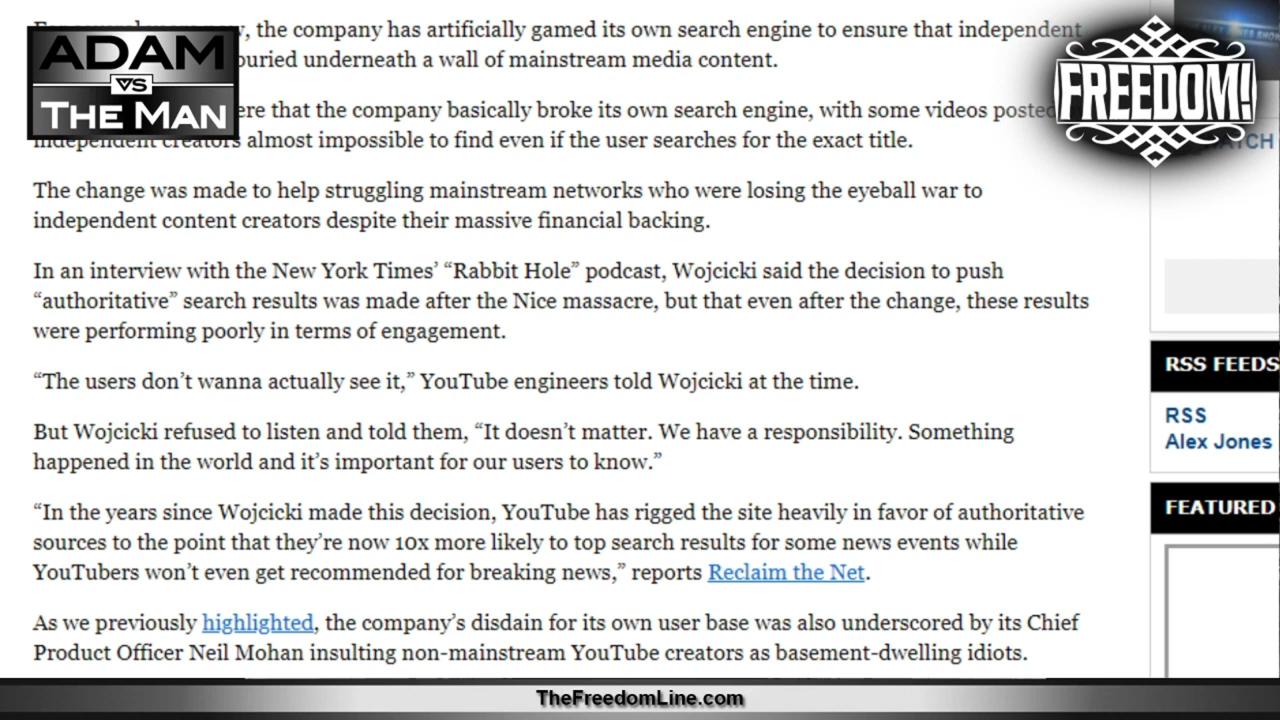 ADAM
VS
THE MAN
FREEDOM!
, the company has artificially gamed its own search engine to ensure that independent
buried underneath a wall of mainstream media content.
that the company basically broke its own search engine, with some videos posted
independent creators almost impossible to find even if the user searches for the exact title.
The change was made to help struggling mainstream networks who were losing the eyeball war to
independent content creators despite their massive financial backing.
In an interview with the New York Times’ “Rabbit Hole” podcast, Wojcicki said the decision to push
“authoritative” search results was made after the Nice massacre, but that even after the change, these results
were performing poorly in terms of engagement.
“The users don’t wanna actually see it,” YouTube engineers told Wojcicki at the time.
But Wojcicki refused to listen and told them, “It doesn’t matter. We have a responsibility. Something
happened in the world and it’s important for our users to know.”
“In the years since Wojcicki made this decision, YouTube has rigged the site heavily in favor of authoritative
sources to the point that they’re now 10x more likely to top search results for some news events while
YouTubers won’t even get recommended for breaking news,” reports Reclaim the Net.
As we previously highlighted, the company’s disdain for its own user base was also underscored by its Chief
Product Officer Neil Mohan insulting non-mainstream YouTube creators as basement-dwelling idiots.
RSS FEEDS
RSS
Alex Jones
FEATURED
TheFreedomLine.com